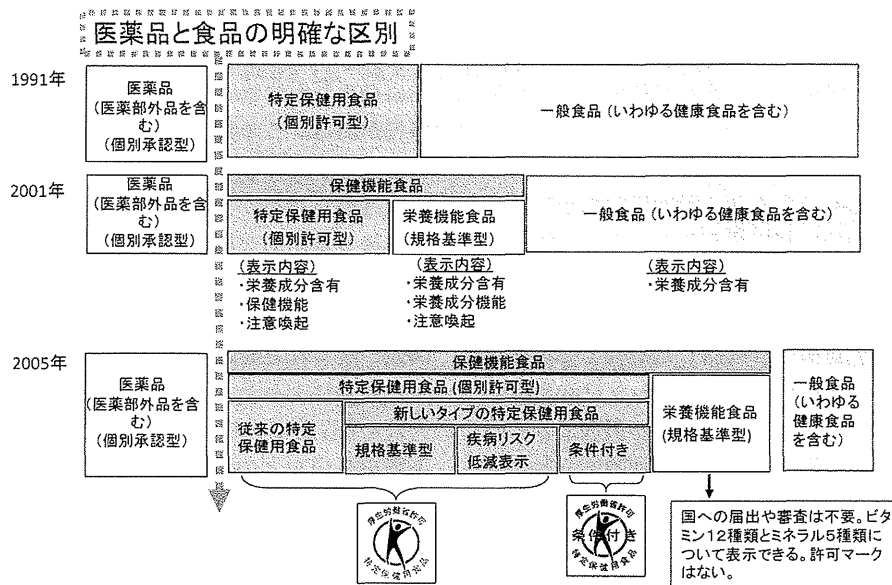 医薬品と食品の明確な区別
1991年
医薬品
(医薬部外品を含
む)
(個別承認型)
特定保健用食品
(個別許可型)
一般食品(いわゆる健康食品を含む)
2001年
医薬品
(医薬部外品を含
む)
(個別承認型)
保健機能食品
特定保健用食品
(個別許可型)
栄養機能食品
(規格基準型)
一般食品(いわゆる健康食品を含む)
(表示内容)
・栄養成分含有
・保健機能
・注意喚起
(表示内容)
・栄養成分含有
・栄養成分機能
・注意喚起
(表示内容)
・栄養成分含有
2005年
医薬品
(医薬部外品を含
む)
(個別承認型)
保健機能食品
特定保健用食品(個別許可型)
新しいタイプの特定保健用食品
従来の特定
保健用食品
規格基準型
疾病リスク
低減表示
条件付き
栄養機能食品
(規格基準型)
一般食品
(いわゆる
健康食品
を含む)
厚生労働省許可
特定保健用食品
厚生労働省許可
条件付き
特定保健用食品
国への届出や審査は不要。ビタ
ミン12種類とミネラル5種類に
ついて表示できる。許可マーク
はない。